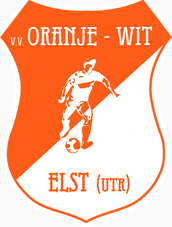 v.v. ORANJE - WIT
ELST (UTR)